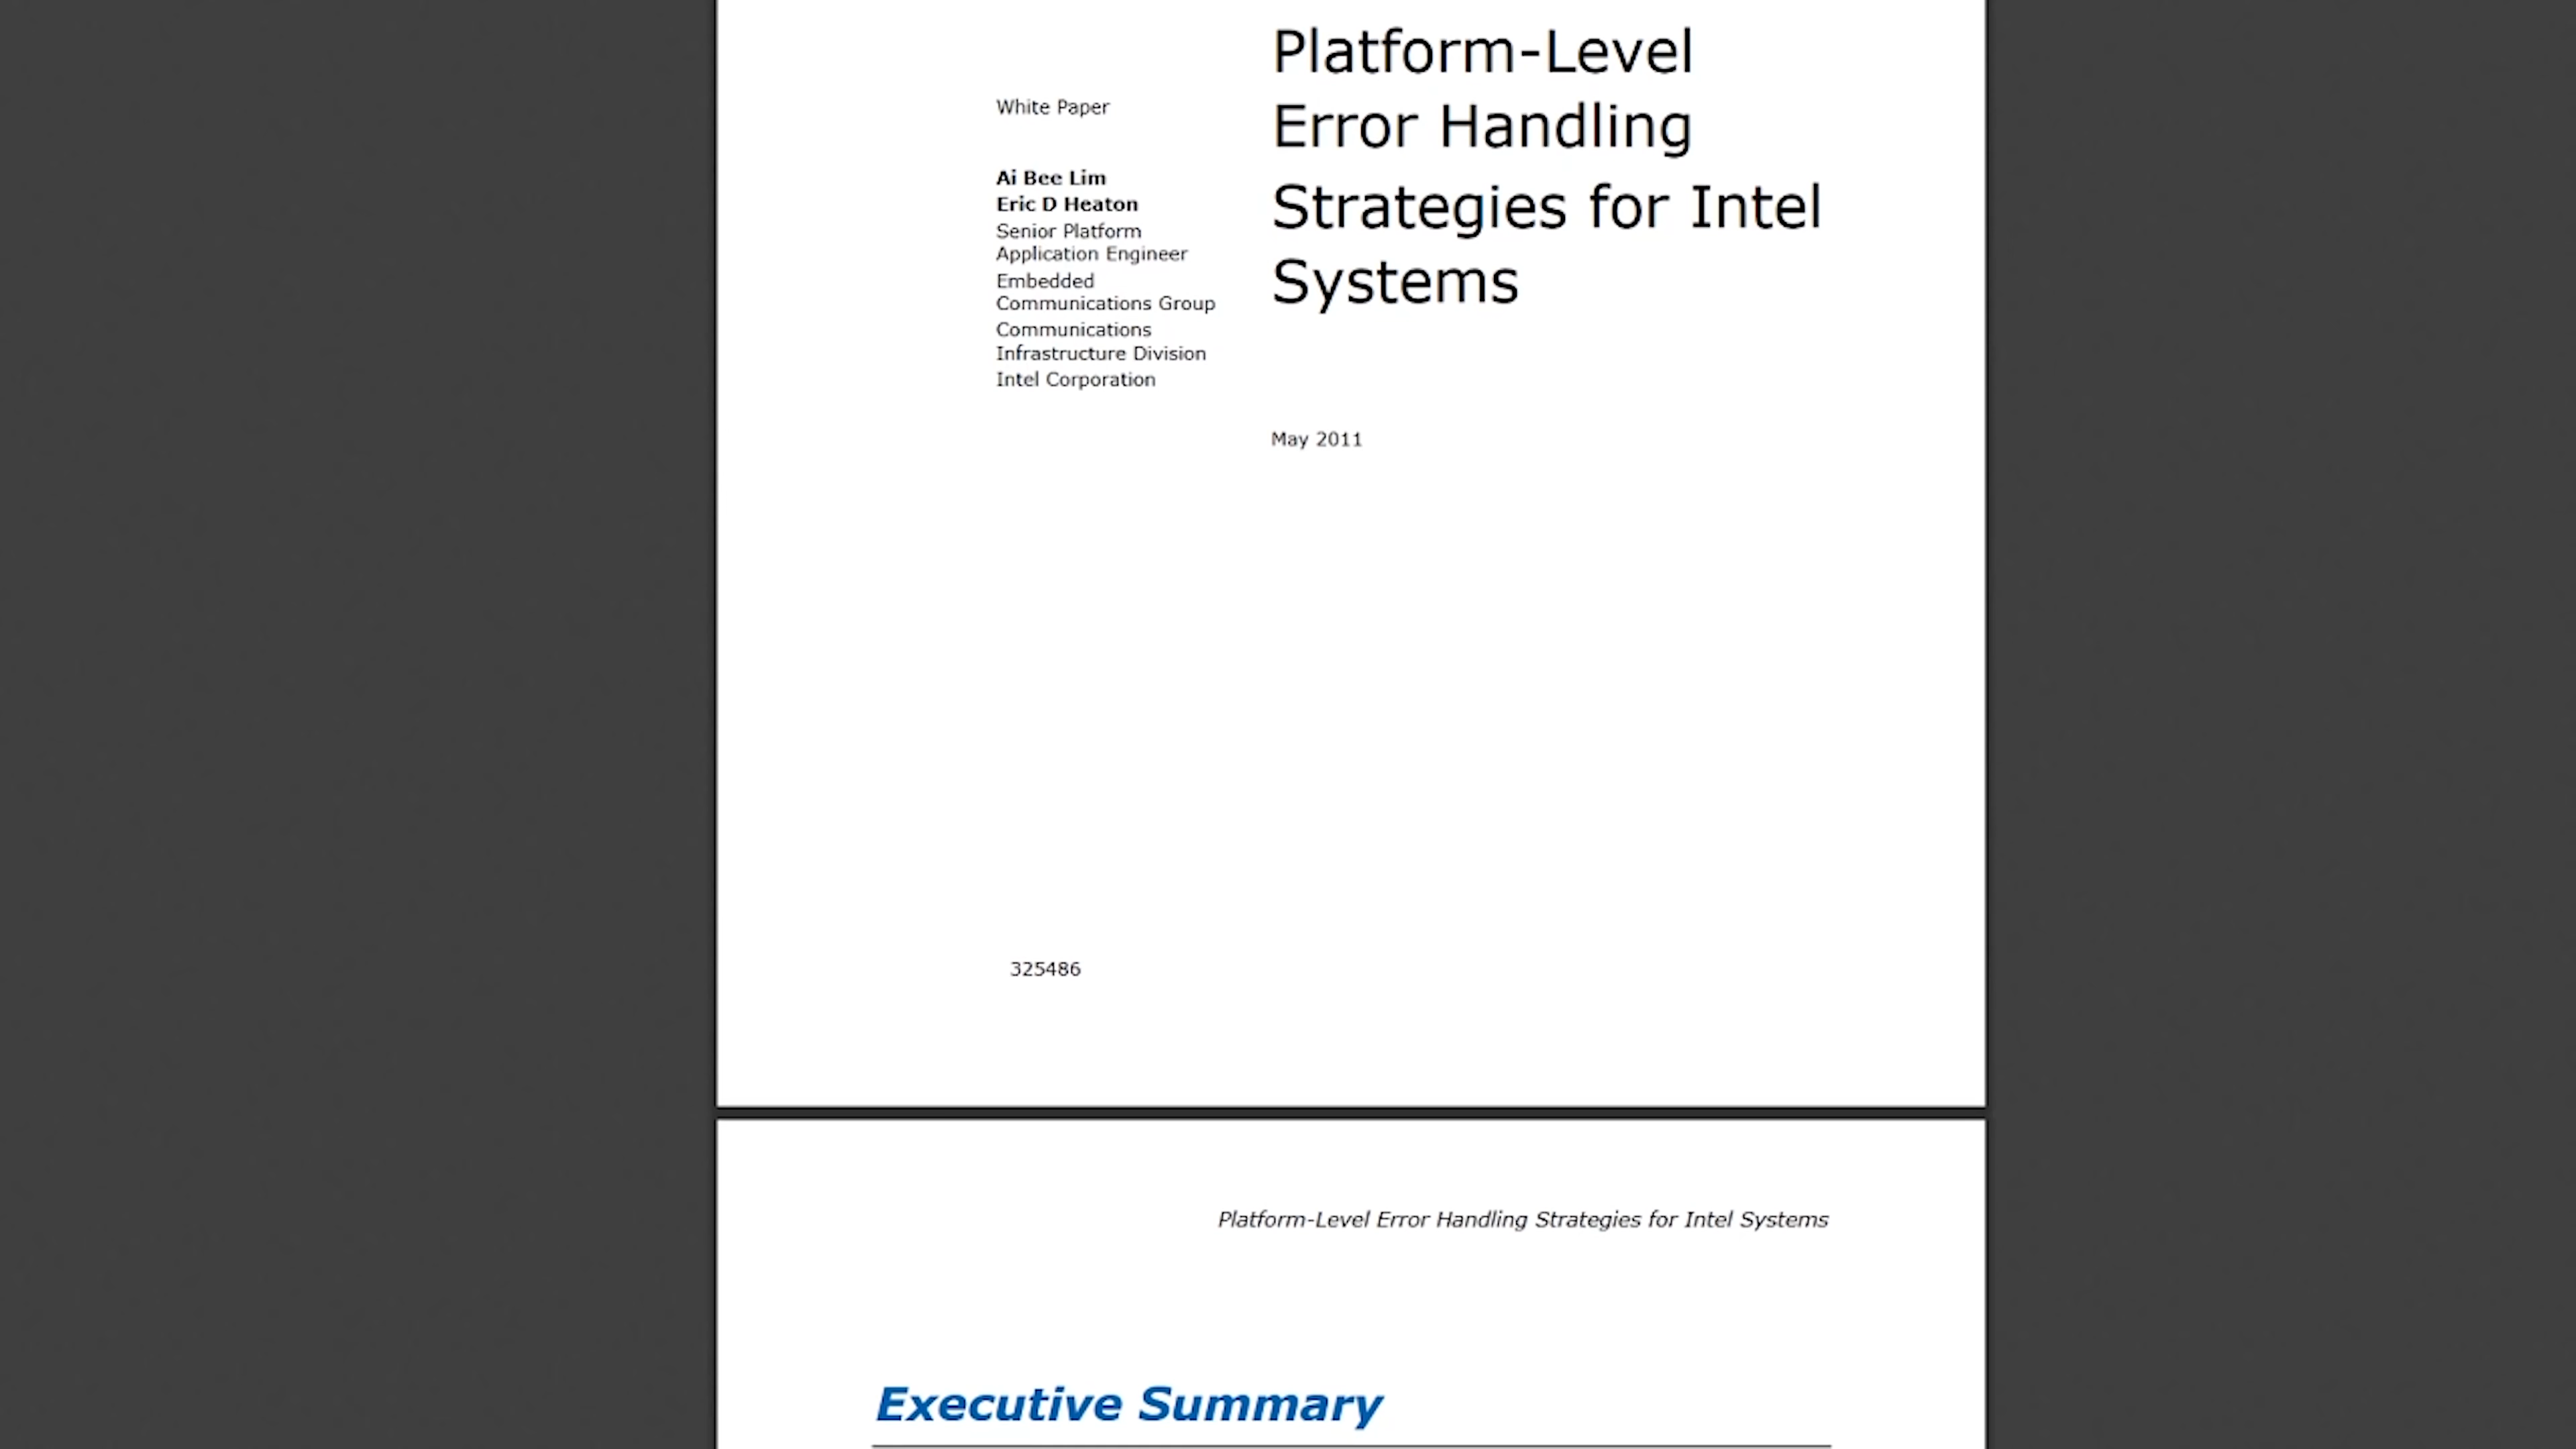 White Paper
Ai Bee Lim
Eric D Heaton
Senior Platform
Application Engineer
Embedded
Communications Group
Communications
Infrastructure Division
Intel Corporation
Platform-Level
Error Handling
Strategies for Intel
Systems
May 2011
325486
Platform-Level Error Handling Strategies for Intel Systems
Executive Summary